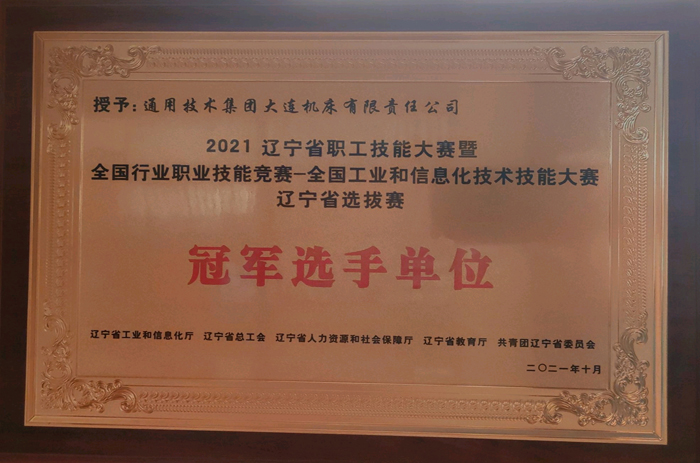 授予:通用技术集团大连机床有限责任公司
2021 辽宁省职工技能大赛暨
全国行业职业技能竞赛-全国工业和信息化技术技能大赛
辽宁省选拔赛
冠军选手单位
辽宁省工业和信息化厅 辽宁省总工会 辽宁省人力资源和社会保障厅 辽宁省教育厅 共青团辽宁省委员会
二〇二一年十月